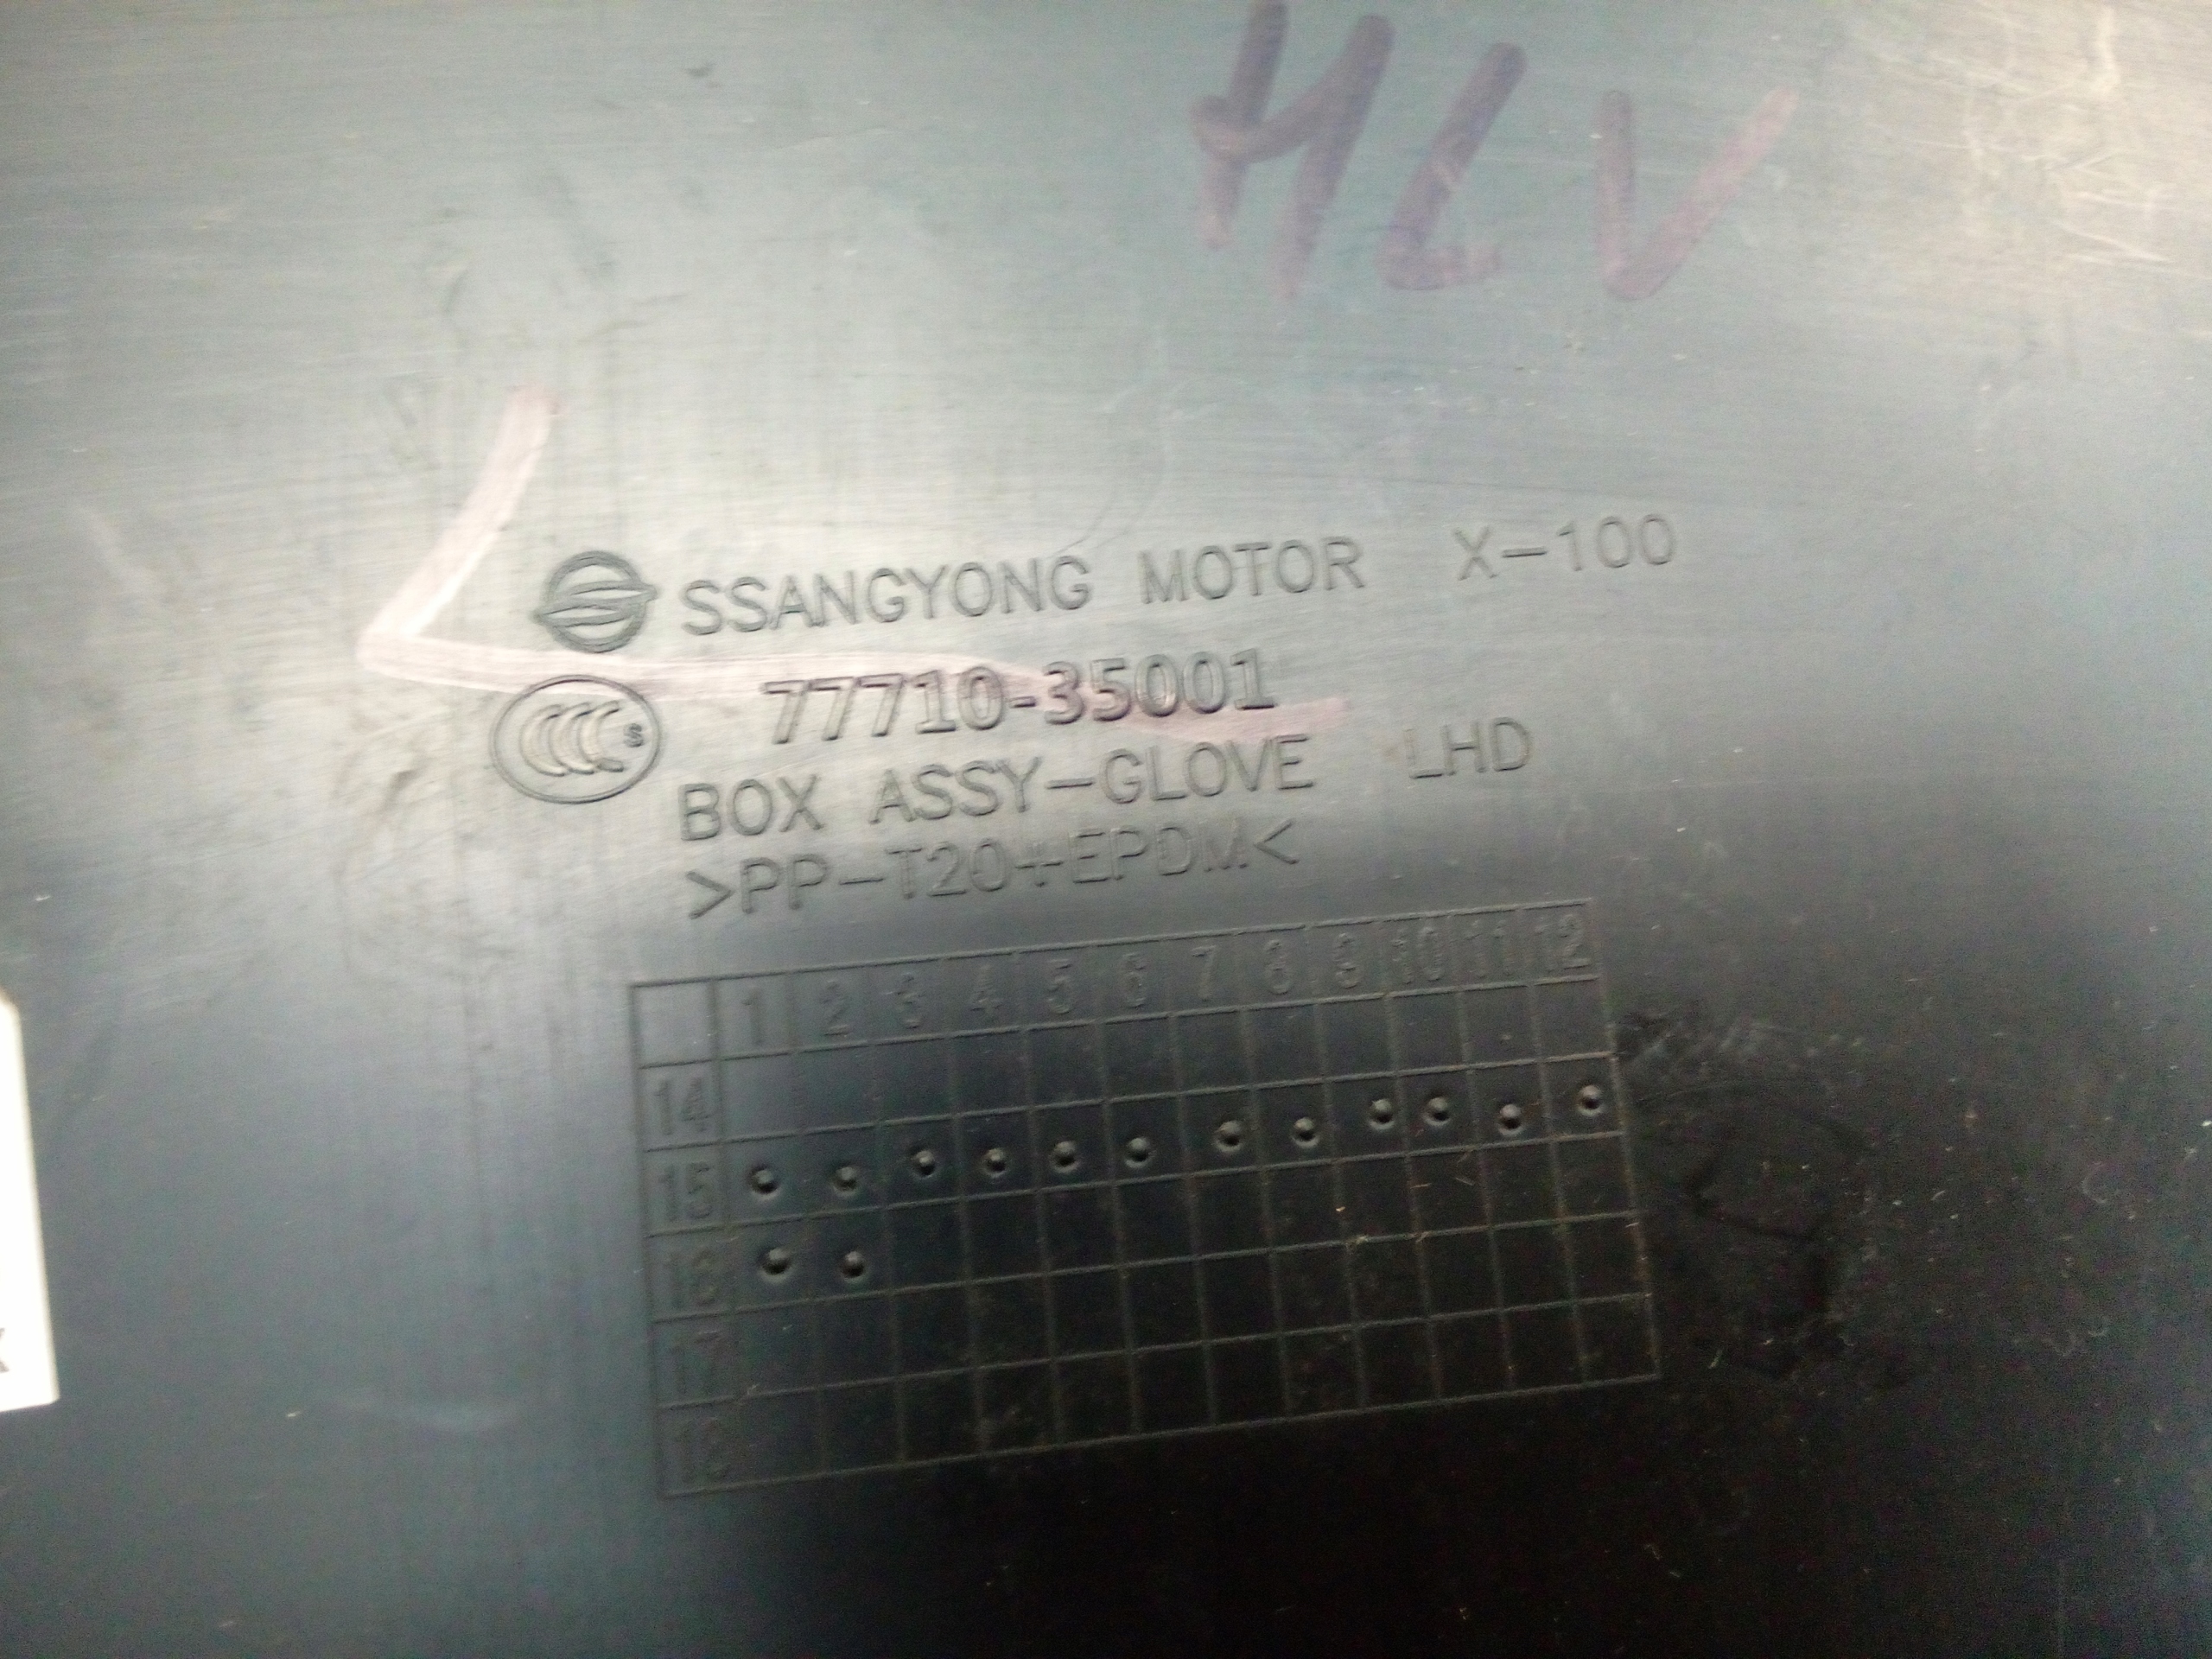 HLV
SSANGYONG MOTOR X-100
77710-35001
S
BOX ASSY-GLOVE LHD
>PP-T20+EPDM<
1 2 3 4 5 6 7 8 9 10 11 12
14
15
16
17
18